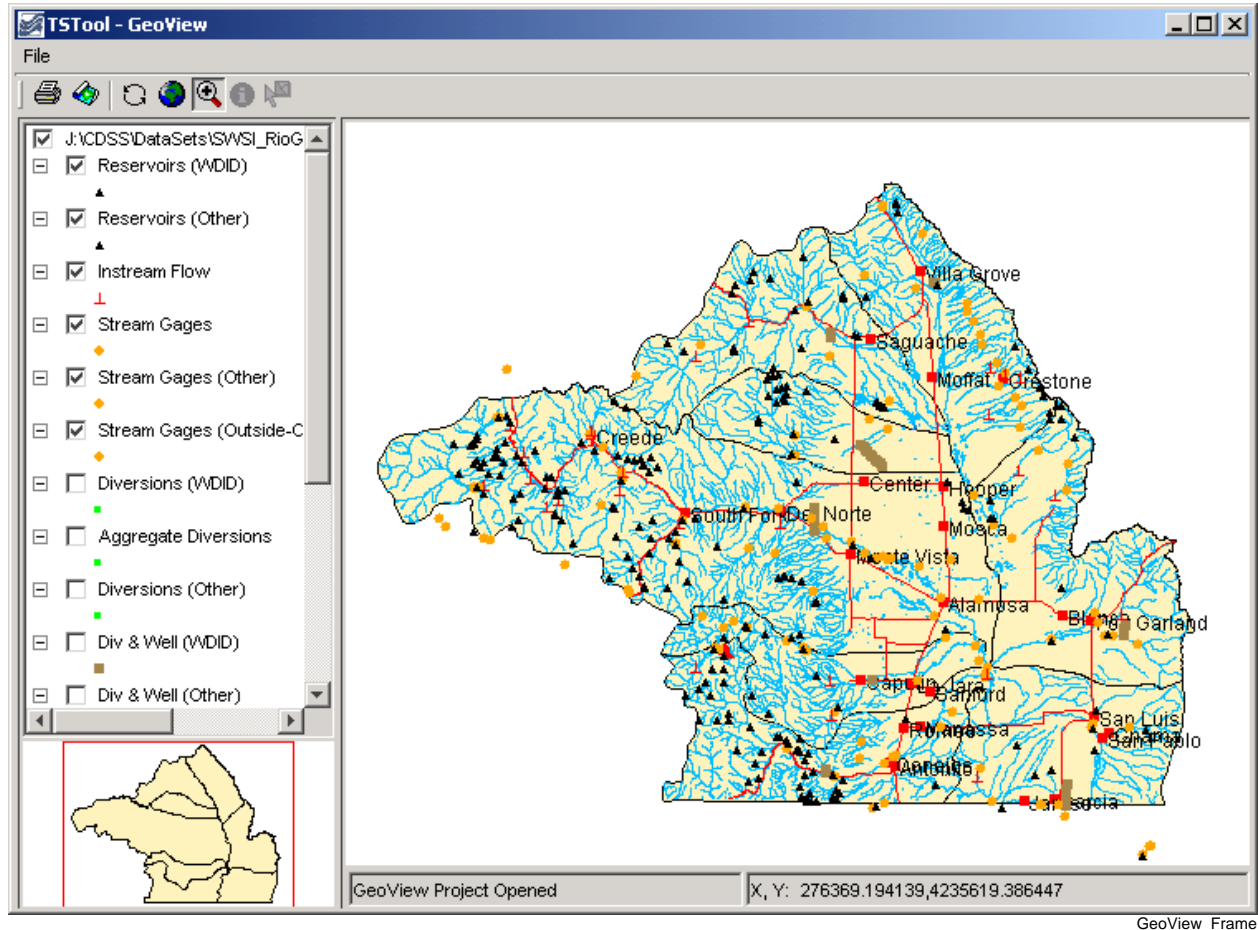 TSTool - GeoView
File
J:\CDSS\DataSets\SWSI_RioG
Reservoirs (WDID)
Reservoirs (Other)
Instream Flow
Stream Gages
Stream Gages (Other)
Stream Gages (Outside-C
Diversions (WDID)
Aggregate Diversions
Diversions (Other)
Div & Well (WDID)
Div & Well (Other)
Villa Grove
Saguache
Moffat
Crestone
Creede
Center
Hooper
South Fork
Del Norte
Mosca
Monte Vista
Alamosa
Garland
Sanford
San Luis
San Pablo
Antonito
GeoView Project Opened
X, Y: 276369.194139,4235619.386447
GeoView_Frame